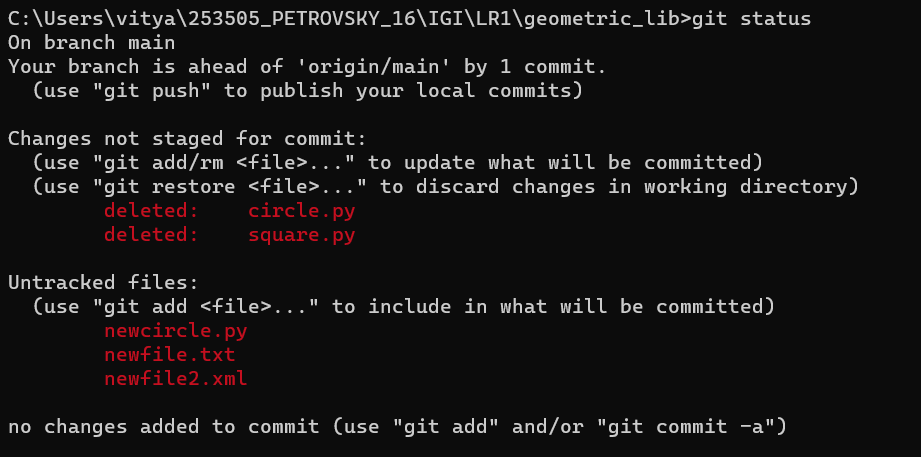 C:\Users\vitya\253505_PETROVSKY_16\IGI\LR1\geometric_lib>git status
On branch main
Your branch is ahead of 'origin/main' by 1 commit.
  (use "git push" to publish your local commits)

Changes not staged for commit:
  (use "git add/rm <file>..." to update what will be committed)
  (use "git restore <file>..." to discard changes in working directory)
        deleted:    circle.py
        deleted:    square.py

Untracked files:
  (use "git add <file>..." to include in what will be committed)
        newcircle.py
        newfile.txt
        newfile2.xml

no changes added to commit (use "git add" and/or "git commit -a")